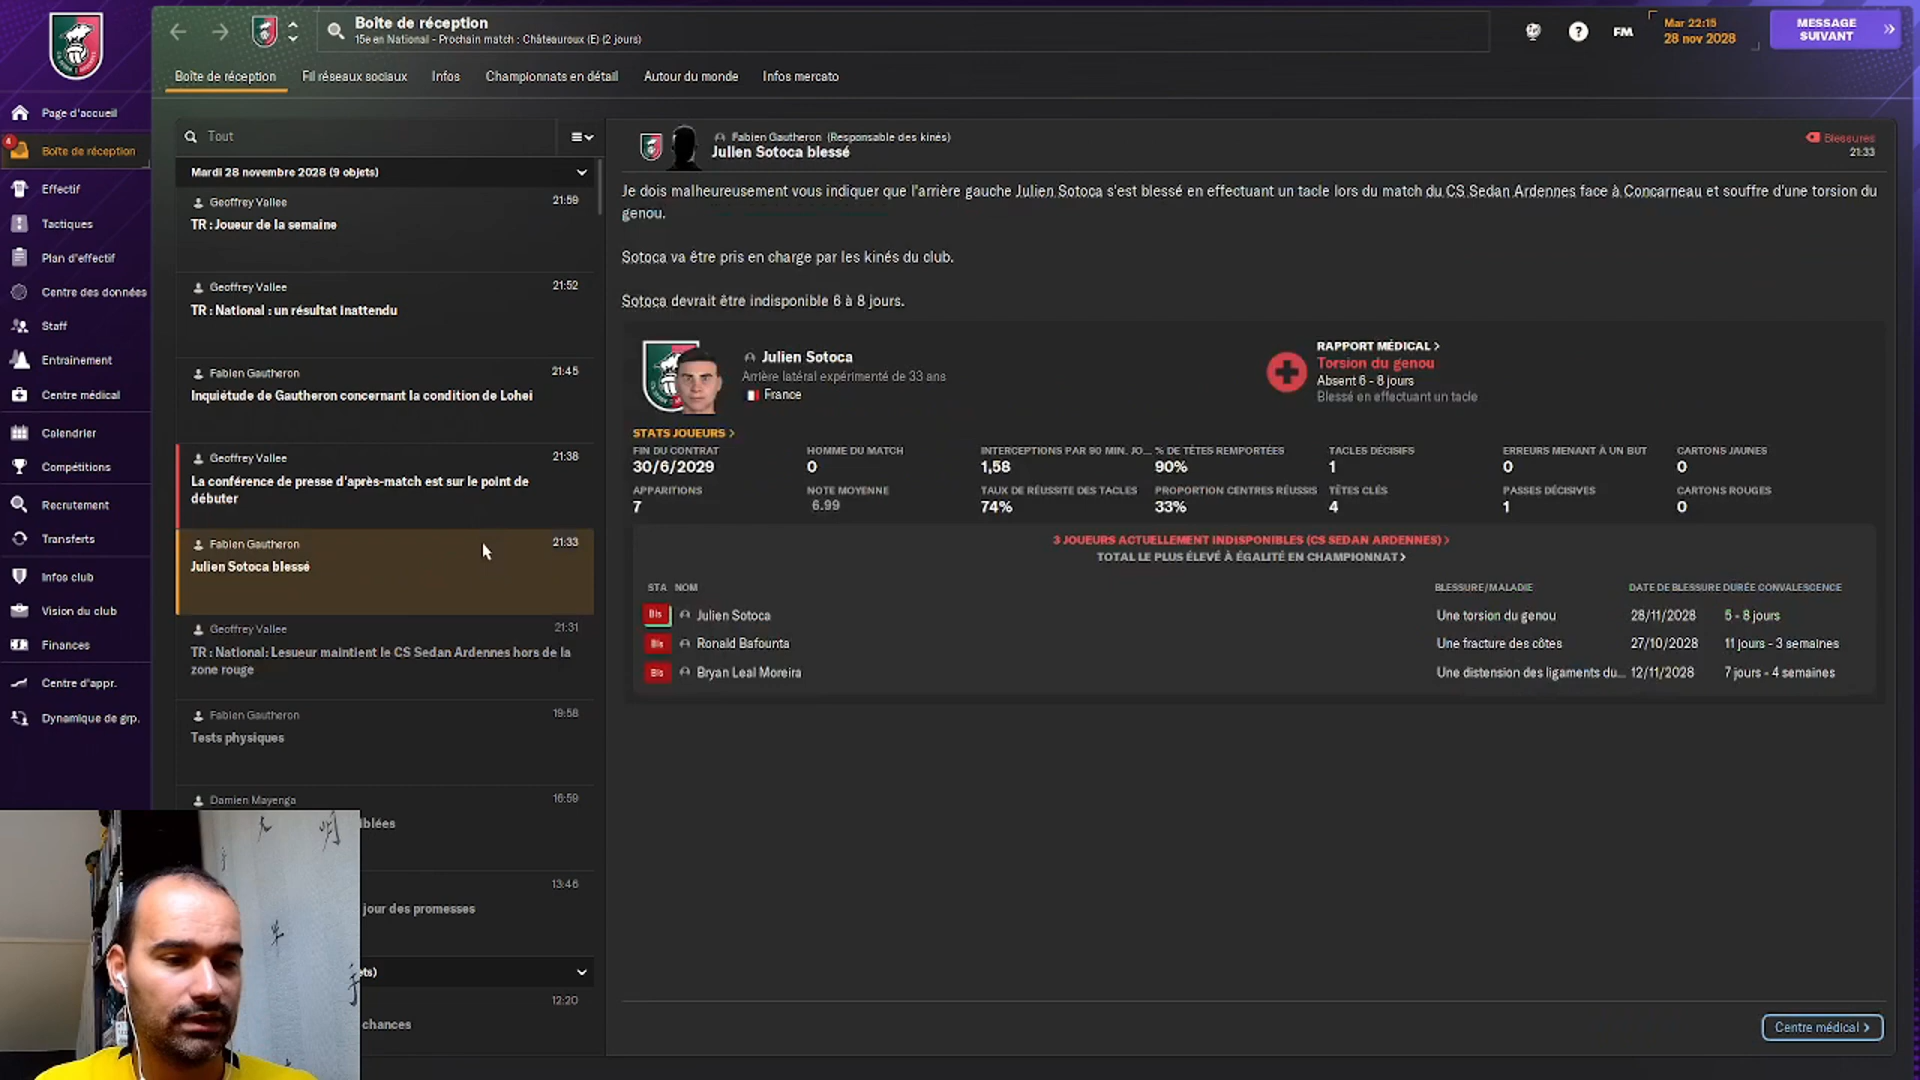 Boîte de réception
15e en National - Prochain match : Châteauroux (E) (2 jours)
FM
Mar 22:15
28 nov 2028
MESSAGE
SUIVANT
Boîte de réception
Fil réseaux sociaux
Infos
Championnats en détail
Autour du monde
Infos mercato
Page d'accueil
4
Boîte de réception
Effectif
Tactiques
Plan d'effectif
Centre des données
Staff
Entraînement
Centre médical
Calendrier
Compétitions
Recrutement
Transferts
Infos club
Vision du club
Finances
Centre d'appr.
Dynamique de grp.
Tout
Mardi 28 novembre 2028 (9 objets)
Geoffrey Vallee
21:59
TR : Joueur de la semaine
Geoffrey Vallee
21:52
TR : National : un résultat inattendu
Fabien Gautheron
21:45
Inquiétude de Gautheron concernant la condition de Lohei
Geoffrey Vallee
21:38
La conférence de presse d'après-match est sur le point de
débuter
Fabien Gautheron
21:33
Julien Sotoca blessé
Geoffrey Vallee
21:31
TR : National: Lesueur maintient le CS Sedan Ardennes hors de la
zone rouge
Fabien Gautheron
19:58
Tests physiques
Damien Mayenga
16:59
iblées
13:46
jour des promesses
ets)
12:20
chances
Fabien Gautheron (Responsable des kinés)
Julien Sotoca blessé
Blessures
21:33
Je dois malheureusement vous indiquer que l'arrière gauche Julien Sotoca s'est blessé en effectuant un tacle lors du match du CS Sedan Ardennes face à Concarneau et souffre d'une torsion du
genou.
Sotoca va être pris en charge par les kinés du club.
Sotoca devrait être indisponible 6 à 8 jours.
Julien Sotoca
Arrière latéral expérimenté de 33 ans
France
RAPPORT MÉDICAL >
Torsion du genou
Absent 6 - 8 jours
Blessé en effectuant un tacle
STATS JOUEURS >
FIN DU CONTRAT
30/6/2029
HOMME DU MATCH
0
INTERCEPTIONS PAR 90 MIN. JO...
1,58
% DE TÊTES REMPORTÉES
90%
TACLES DÉCISIFS
1
ERREURS MENANT À UN BUT
0
CARTONS JAUNES
0
APPARITIONS
7
NOTE MOYENNE
6.99
TAUX DE RÉUSSITE DES TACLES
74%
PROPORTION CENTRES RÉUSSIS
33%
TÊTES CLÉS
4
PASSES DÉCISIVES
1
CARTONS ROUGES
0
3 JOUEURS ACTUELLEMENT INDISPONIBLES (CS SEDAN ARDENNES) >
TOTAL LE PLUS ÉLEVÉ À ÉGALITÉ EN CHAMPIONNAT >
STA NOM BLESSURE/MALADIE DATE DE BLESSURE DURÉE CONVALESCENCE
Bls Julien Sotoca Une torsion du genou 28/11/2028 5 - 8 jours
Bls Ronald Bafounta Une fracture des côtes 27/10/2028 11 jours - 3 semaines
Bls Bryan Leal Moreira Une distension des ligaments du... 12/11/2028 7 jours - 4 semaines
Centre médical >